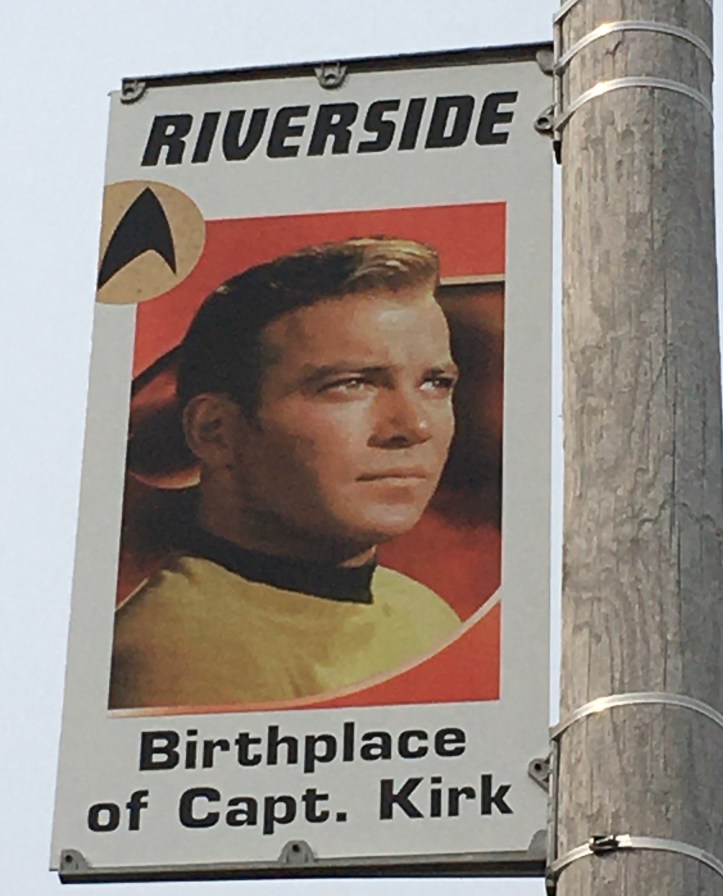 RIVERSIDE
Birthplace
of Capt. Kirk